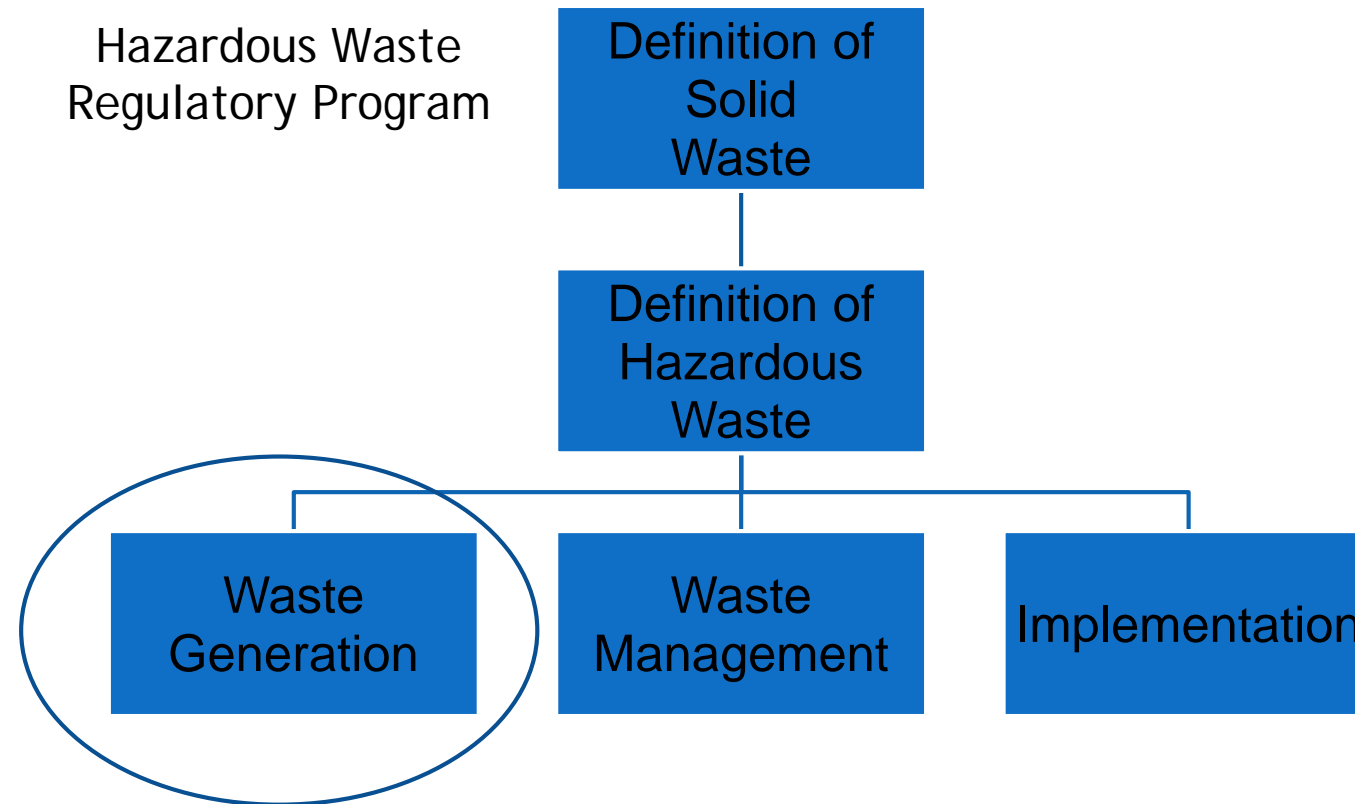 Hazardous Waste
Regulatory Program
Definition of
Solid
Waste
Definition of
Hazardous
Waste
Waste
Generation
Waste
Management
Implementation